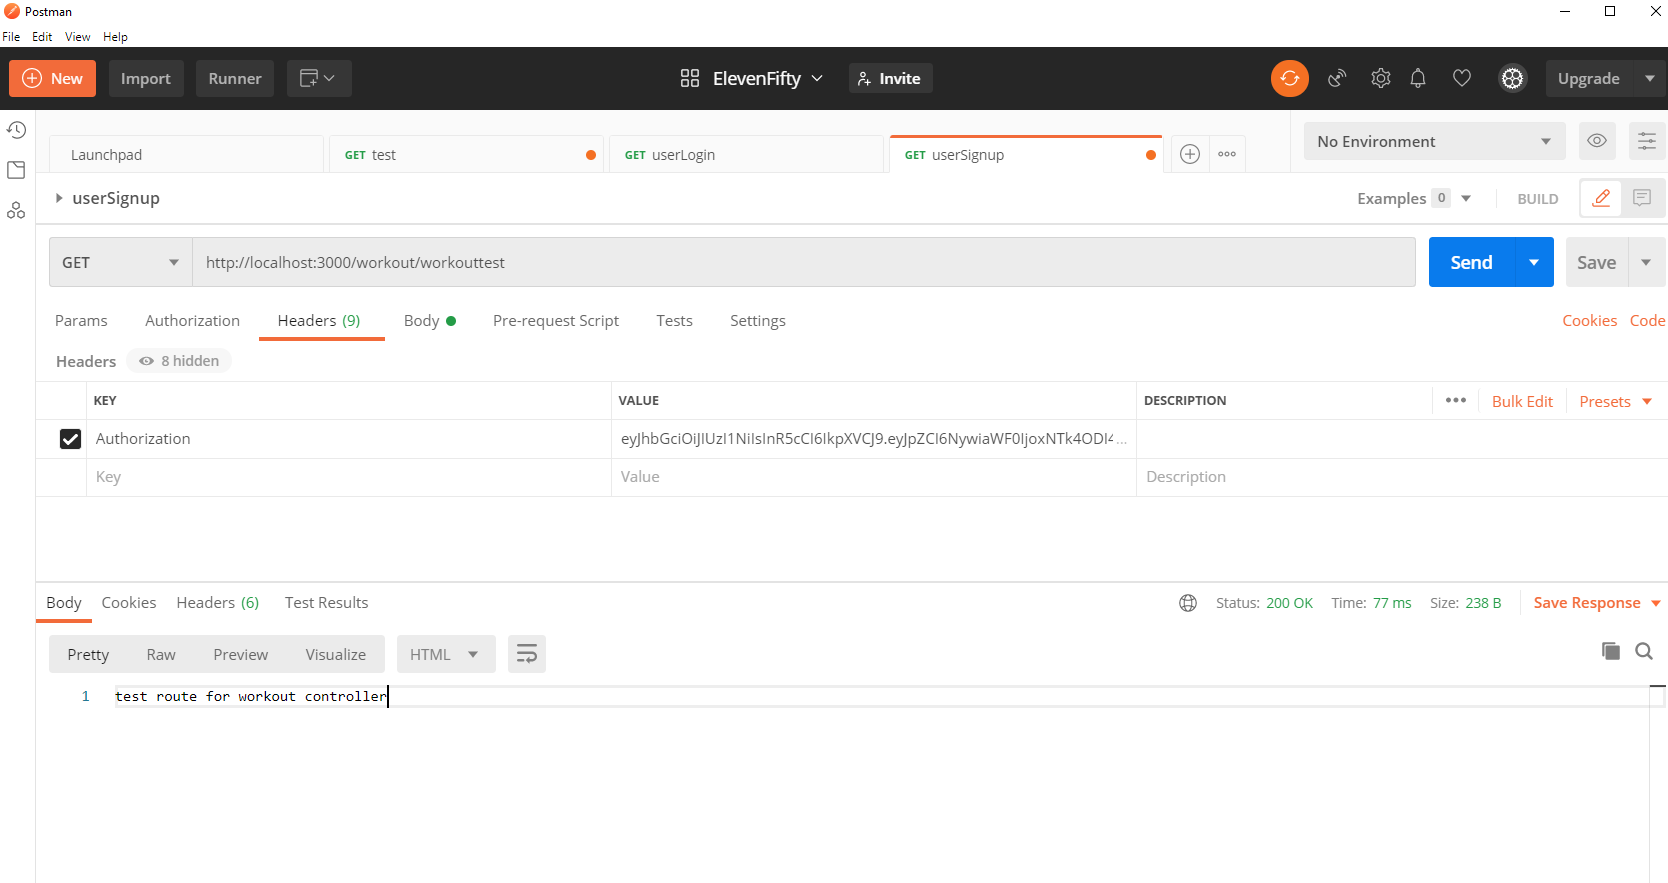 Postman
File Edit View Help
New Import Runner ElevenFifty Invite Upgrade
Launchpad GET test GET userLogin GET userSignup No Environment
userSignup Examples 0 BUILD
GET http://localhost:3000/workout/workouttest Send Save
Params Authorization Headers (9) Body Pre-request Script Tests Settings Cookies Code
Headers 8 hidden
KEY VALUE DESCRIPTION Bulk Edit Presets
Authorization eyJhbGciOiJIUzI1NiIsInR5cCI6IkpXVCJ9.eyJpZCI6NywiaWF0IjoxNTk4ODI4...
Key Value Description
Body Cookies Headers (6) Test Results Status: 200 OK Time: 77 ms Size: 238 B Save Response
Pretty Raw Preview Visualize HTML
1 test route for workout controller